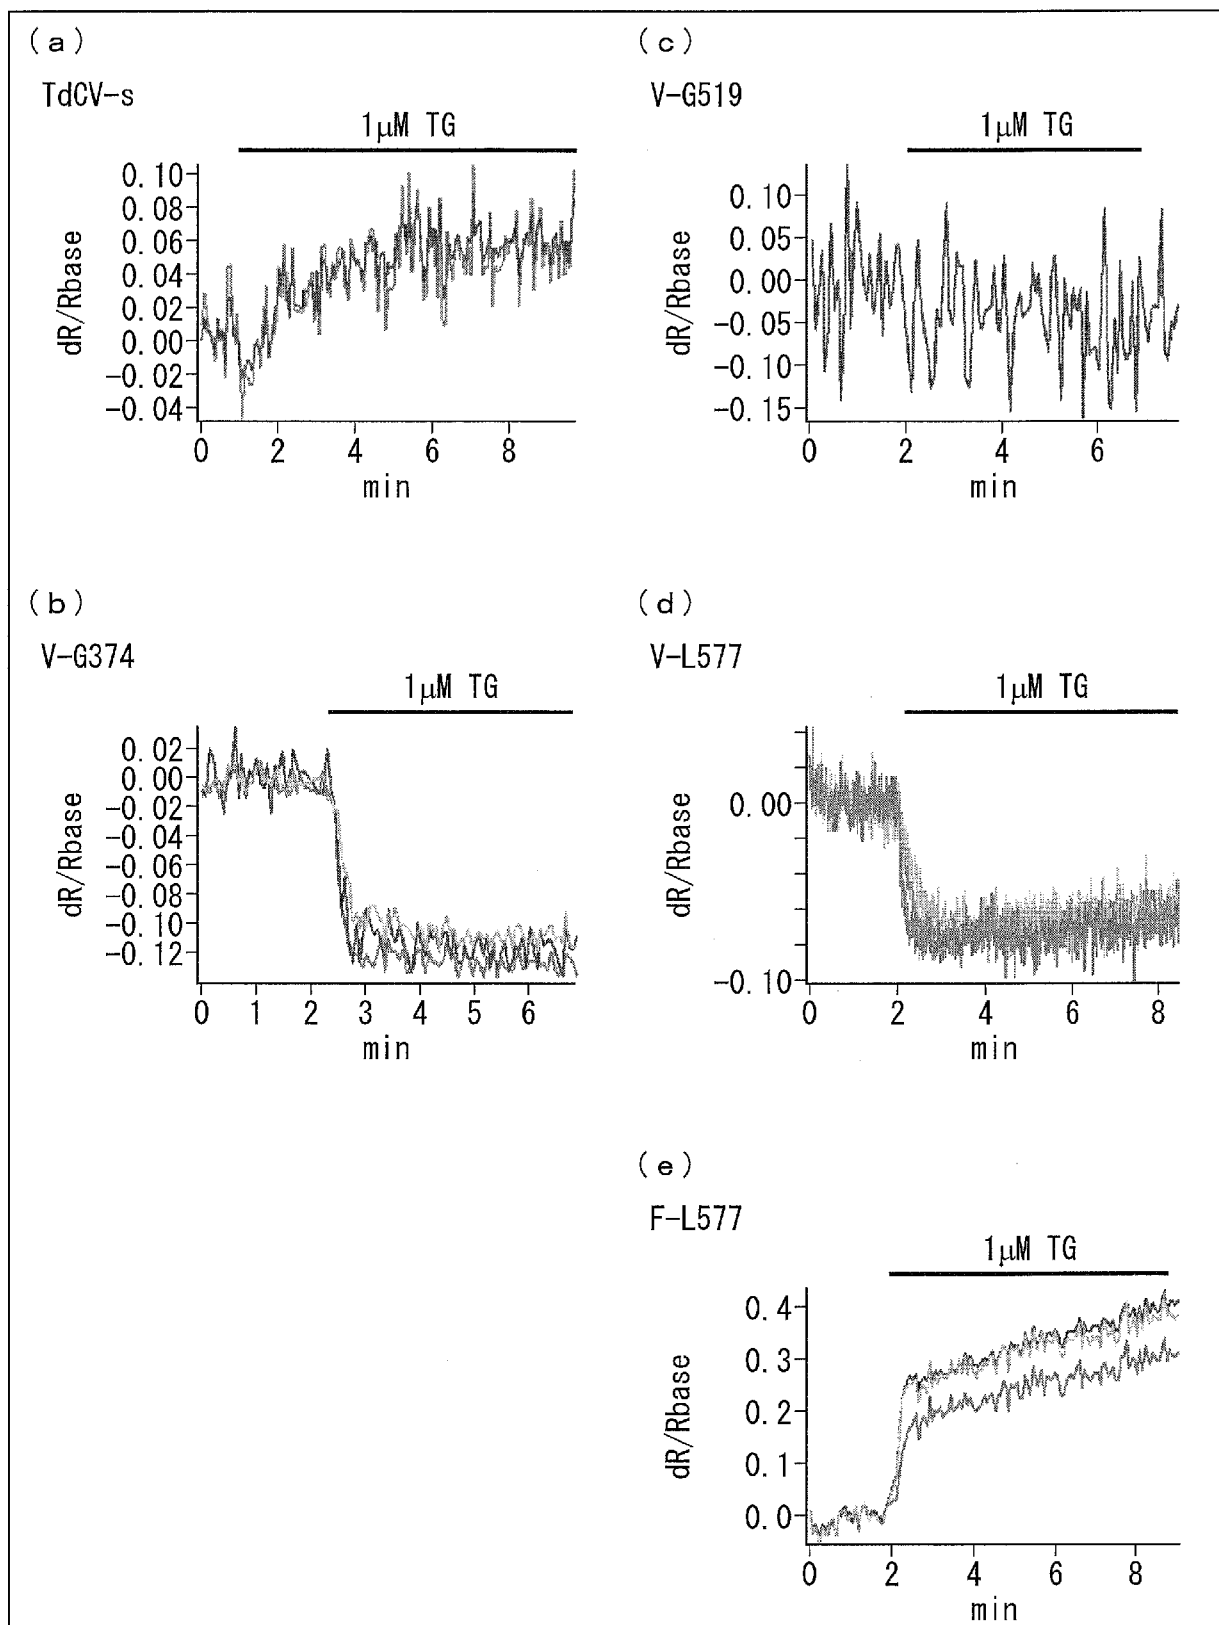 (a)
TdCV-s
1μM TG
dR/Rbase
0.10
0.08
0.06
0.04
0.02
0.00
-0.02
-0.04
0 2 4 6 8
min
(c)
V-G519
1μM TG
dR/Rbase
0.10
0.05
0.00
-0.05
-0.10
-0.15
0 2 4 6
min
(b)
V-G374
1μM TG
dR/Rbase
0.02
0.00
-0.02
-0.04
-0.06
-0.08
-0.10
-0.12
0 1 2 3 4 5 6
min
(d)
V-L577
1μM TG
dR/Rbase
0.00
-0.10
0 2 4 6 8
min
(e)
F-L577
1μM TG
dR/Rbase
0.4
0.3
0.2
0.1
0.0
0 2 4 6 8
min